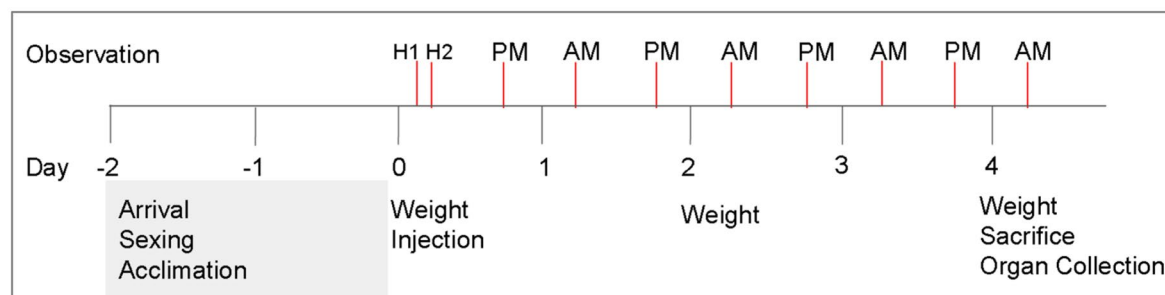 Observation H1 H2 PM AM PM AM PM AM PM AM
Day -2 -1 0 1 2 3 4
Arrival
Sexing
Acclimation
Weight
Injection
Weight
Weight
Sacrifice
Organ Collection